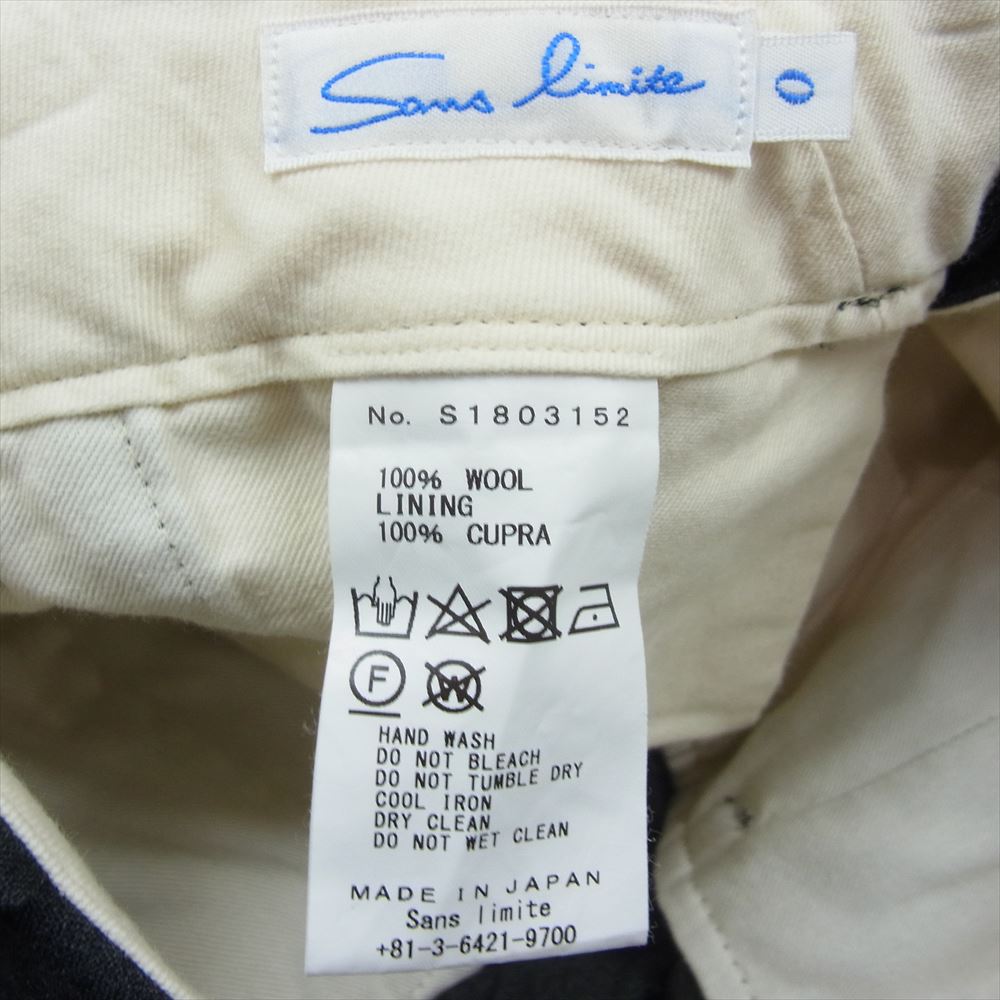 Sans limite
0
No. S1803152
100% WOOL
LINING
100% CUPRA
F
W
HAND WASH
DO NOT BLEACH
DO NOT TUMBLE DRY
COOL IRON
DRY CLEAN
DO NOT WET CLEAN
MADE IN JAPAN
Sans limite
+81-3-6421-9700